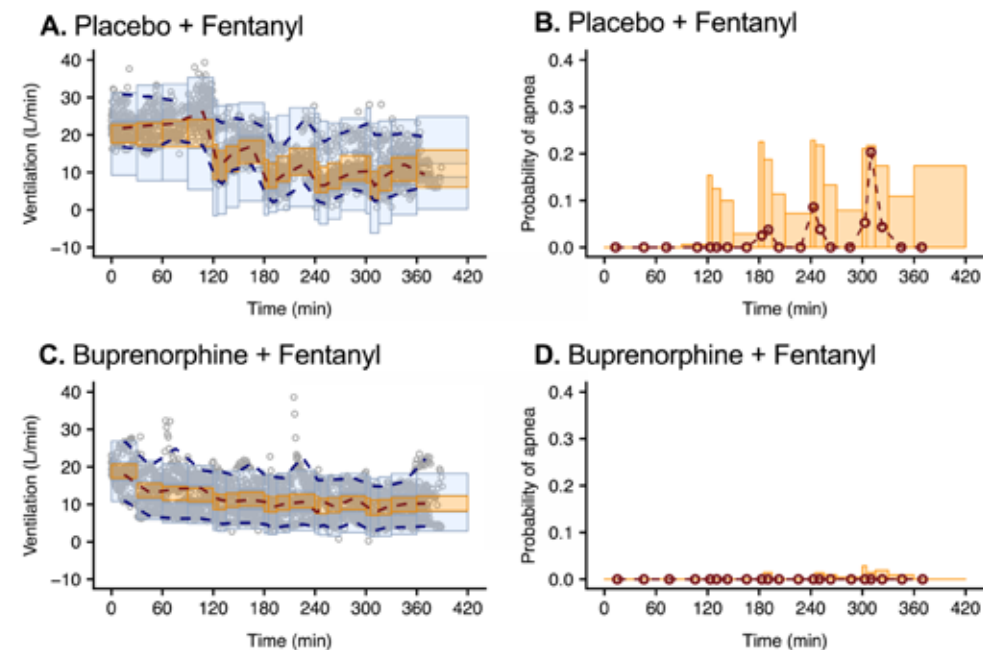 A. Placebo + Fentanyl
Ventilation (L/min)
40
30
20
10
0
−10
0 60 120 180 240 300 360 420
Time (min)
B. Placebo + Fentanyl
Probability of apnea
0.4
0.3
0.2
0.1
0.0
0 60 120 180 240 300 360 420
Time (min)
C. Buprenorphine + Fentanyl
Ventilation (L/min)
40
30
20
10
0
−10
0 60 120 180 240 300 360 420
Time (min)
D. Buprenorphine + Fentanyl
Probability of apnea
0.4
0.3
0.2
0.1
0.0
0 60 120 180 240 300 360 420
Time (min)